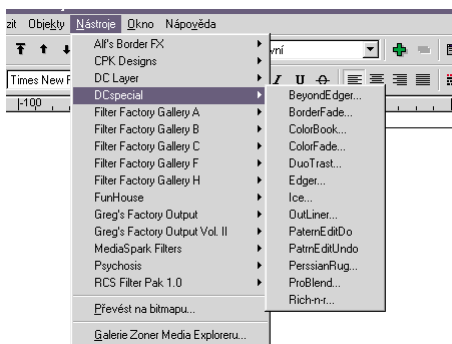 zit Objekty Nástroje Okno Nápověda
vní
Times New F
I U O
-100
Alf's Border FX
CPK Designs
DC Layer
DCspecial
Filter Factory Gallery A
Filter Factory Gallery B
Filter Factory Gallery C
Filter Factory Gallery F
Filter Factory Gallery H
FunHouse
Greg's Factory Output
Greg's Factory Output Vol. II
MediaSpark Filters
Psychosis
RCS Filter Pak 1.0
Převést na bitmapu...
Galerie Zoner Media Exploreru...
BeyondEdger...
BorderFade...
ColorBook...
ColorFade...
DuoTrast...
Edger...
Ice...
OutLiner...
PaternEditDo
PatrnEditUndo
PerssianRug...
ProBlend...
Rich-n-r...